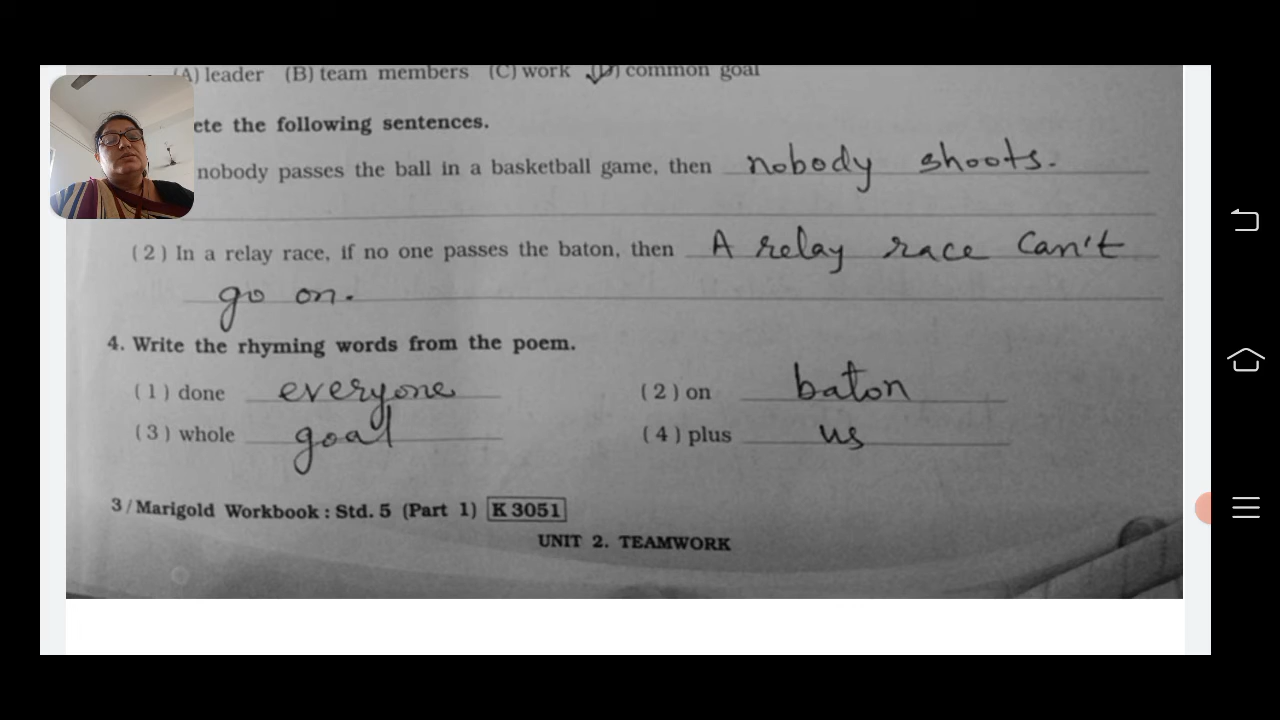 (A) leader (B) team members (C) work (D) common goal
ete the following sentences.
nobody passes the ball in a basketball game, then nobody shoots.
(2) In a relay race, if no one passes the baton, then A relay race can't
go on.
4. Write the rhyming words from the poem.
(1) done everyone (2) on baton
(3) whole goal (4) plus us
3/Marigold Workbook : Std. 5 (Part 1) K 3051
UNIT 2. TEAMWORK